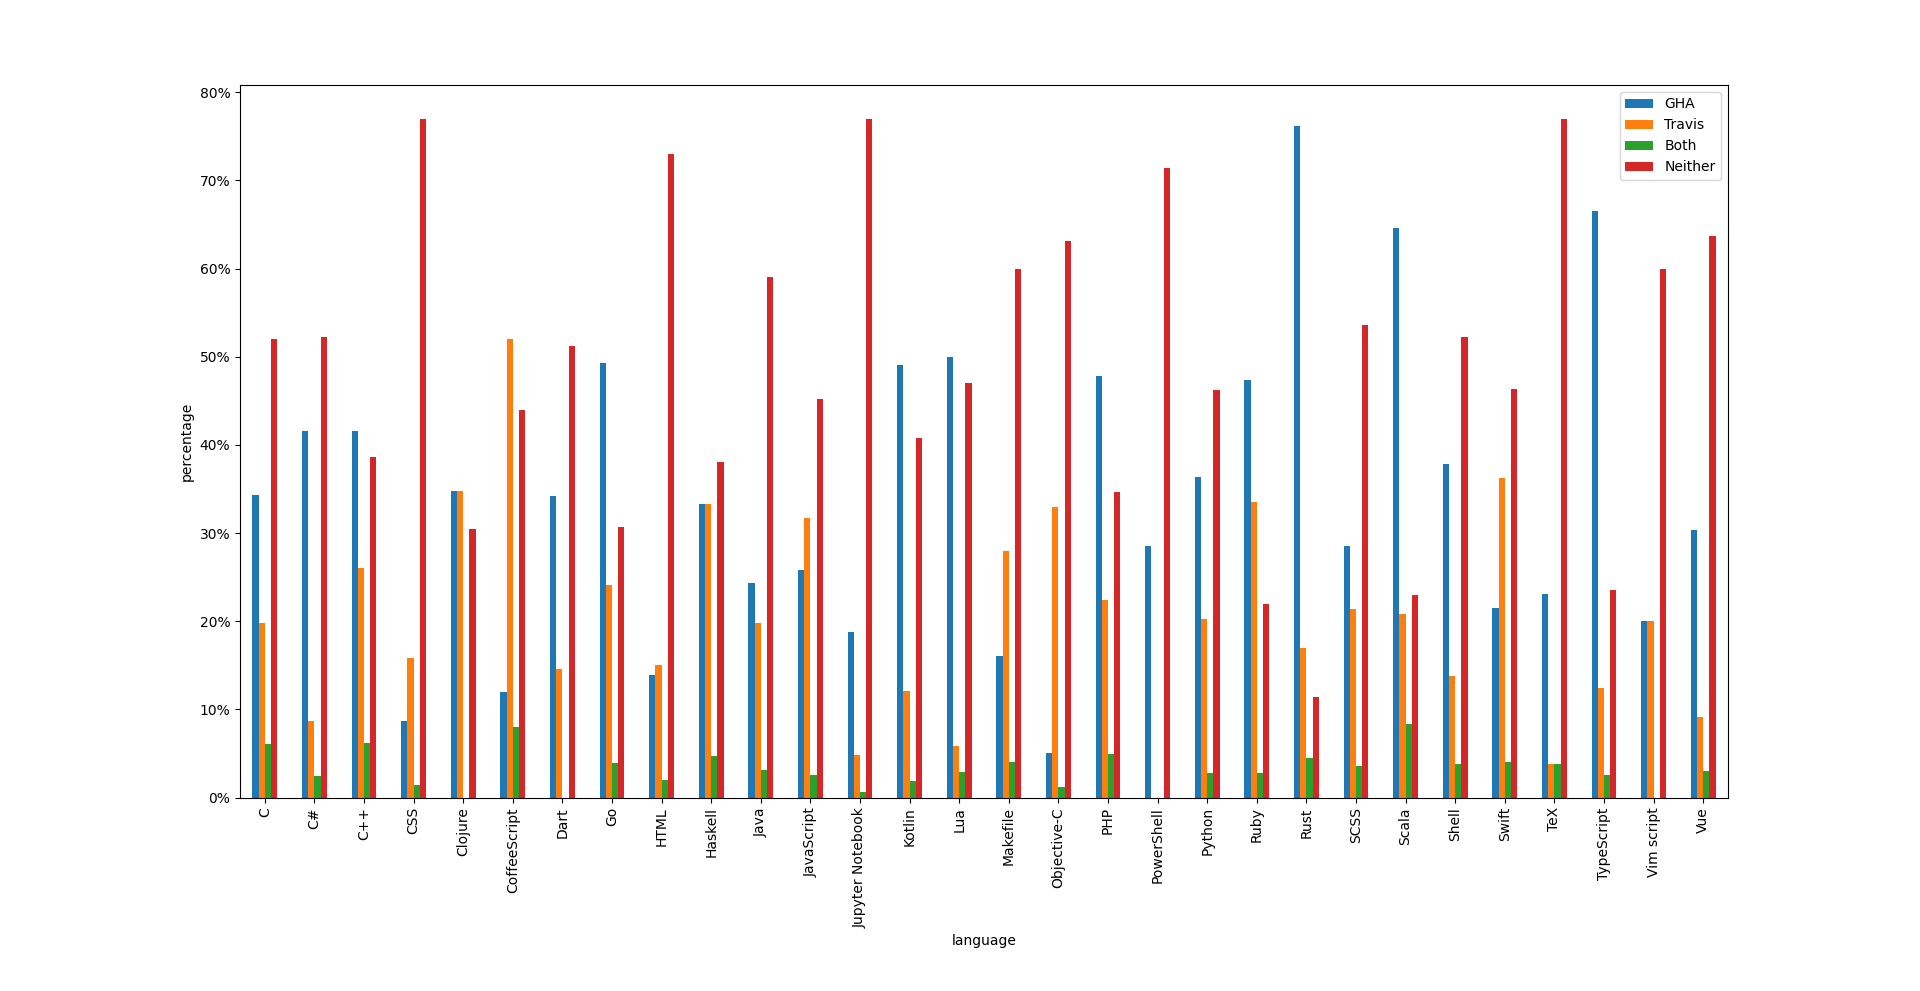 80%
70%
60%
50%
40%
30%
20%
10%
0%
percentage
GHA
Travis
Both
Neither
C
C#
C++
CSS
Clojure
CoffeeScript
Dart
Go
HTML
Haskell
Java
JavaScript
Jupyter Notebook
Kotlin
Lua
Makefile
Objective-C
PHP
PowerShell
Python
Ruby
Rust
SCSS
Scala
Shell
Swift
TeX
TypeScript
Vim script
Vue
language